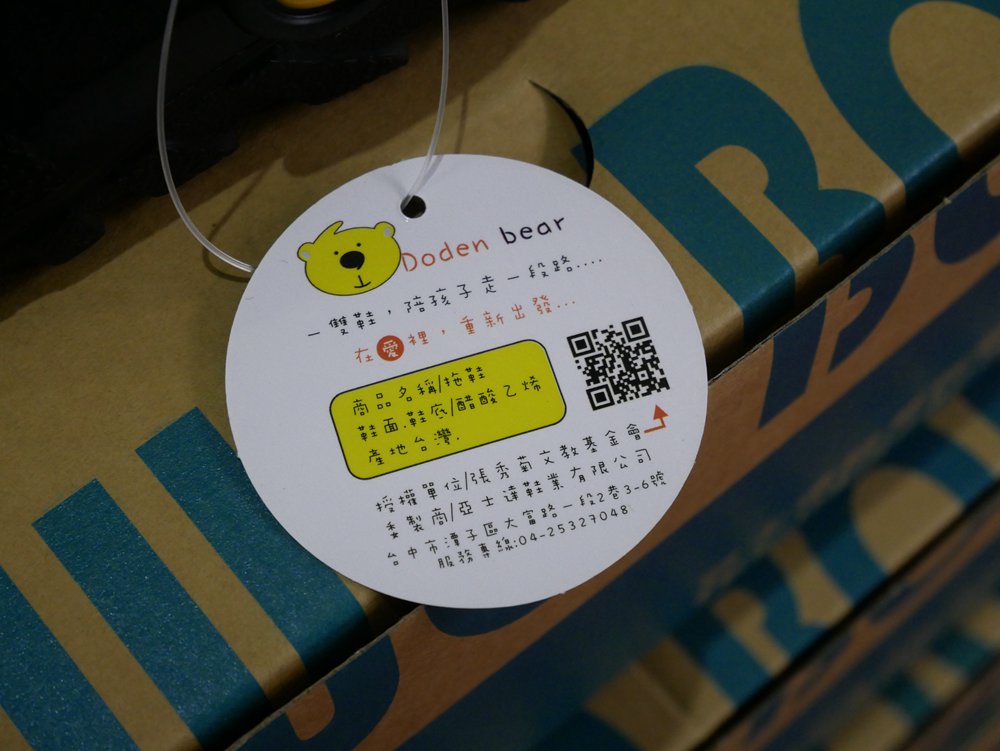 Doden bear
一雙鞋，陪孩子走一段路....
在愛裡，重新出發...
商品名稱/拖鞋
鞋面.鞋底/醋酸乙烯
產地台灣.
授權單位/張秀菊文教基金會
委製商/亞士達鞋業有限公司
台中市潭子區大富路一段2巷3-6號
服務專線:04-25327048